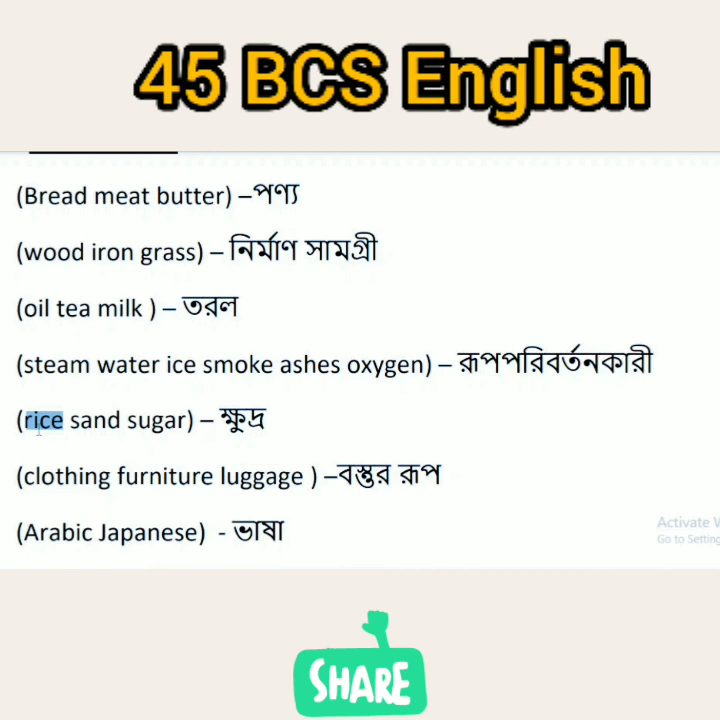 45 BCS English
(Bread meat butter) –পণ্য
(wood iron grass) – নির্মাণ সামগ্রী
(oil tea milk ) – তরল
(steam water ice smoke ashes oxygen) – রূপপরিবর্তনকারী
(rice sand sugar) – ক্ষুদ্র
(clothing furniture luggage ) –বস্তুর রূপ
(Arabic Japanese) - ভাষা
Activate
Go to Setting
SHARE